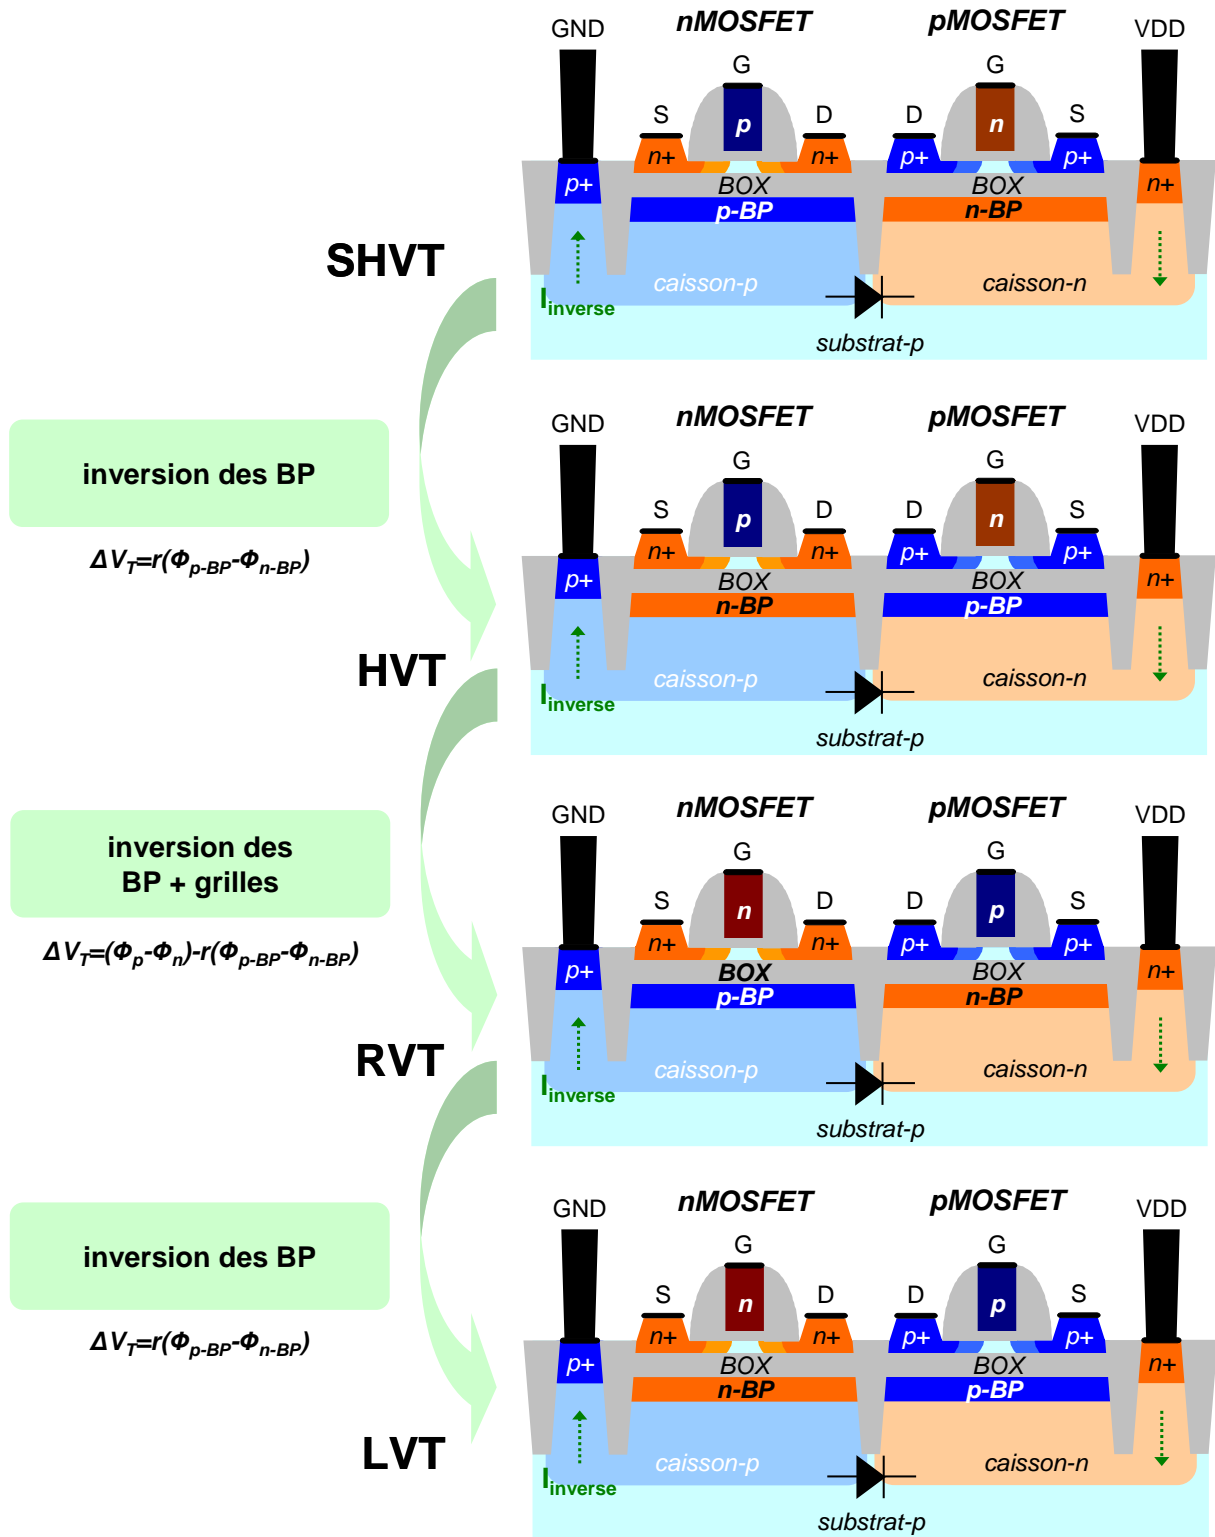 nMOSFET pMOSFET
GND VDD
G G
S D D S
p n
n+ n+ p+ p+
p+ BOX BOX n+
p-BP n-BP
SHVT
caisson-p caisson-n
Iinverse
substrat-p
inversion des BP
ΔVT=r(Φp-BP-Φn-BP)
nMOSFET pMOSFET
GND VDD
G G
S D D S
p n
n+ n+ p+ p+
p+ BOX BOX n+
n-BP p-BP
HVT
caisson-p caisson-n
Iinverse
substrat-p
inversion des
BP + grilles
ΔVT=(Φp-Φn)-r(Φp-BP-Φn-BP)
nMOSFET pMOSFET
GND VDD
G G
S D D S
n p
n+ n+ p+ p+
p+ BOX BOX n+
p-BP n-BP
RVT
caisson-p caisson-n
Iinverse
substrat-p
inversion des BP
ΔVT=r(Φp-BP-Φn-BP)
nMOSFET pMOSFET
GND VDD
G G
S D D S
n p
n+ n+ p+ p+
p+ BOX BOX n+
n-BP p-BP
LVT
caisson-p caisson-n
Iinverse
substrat-p